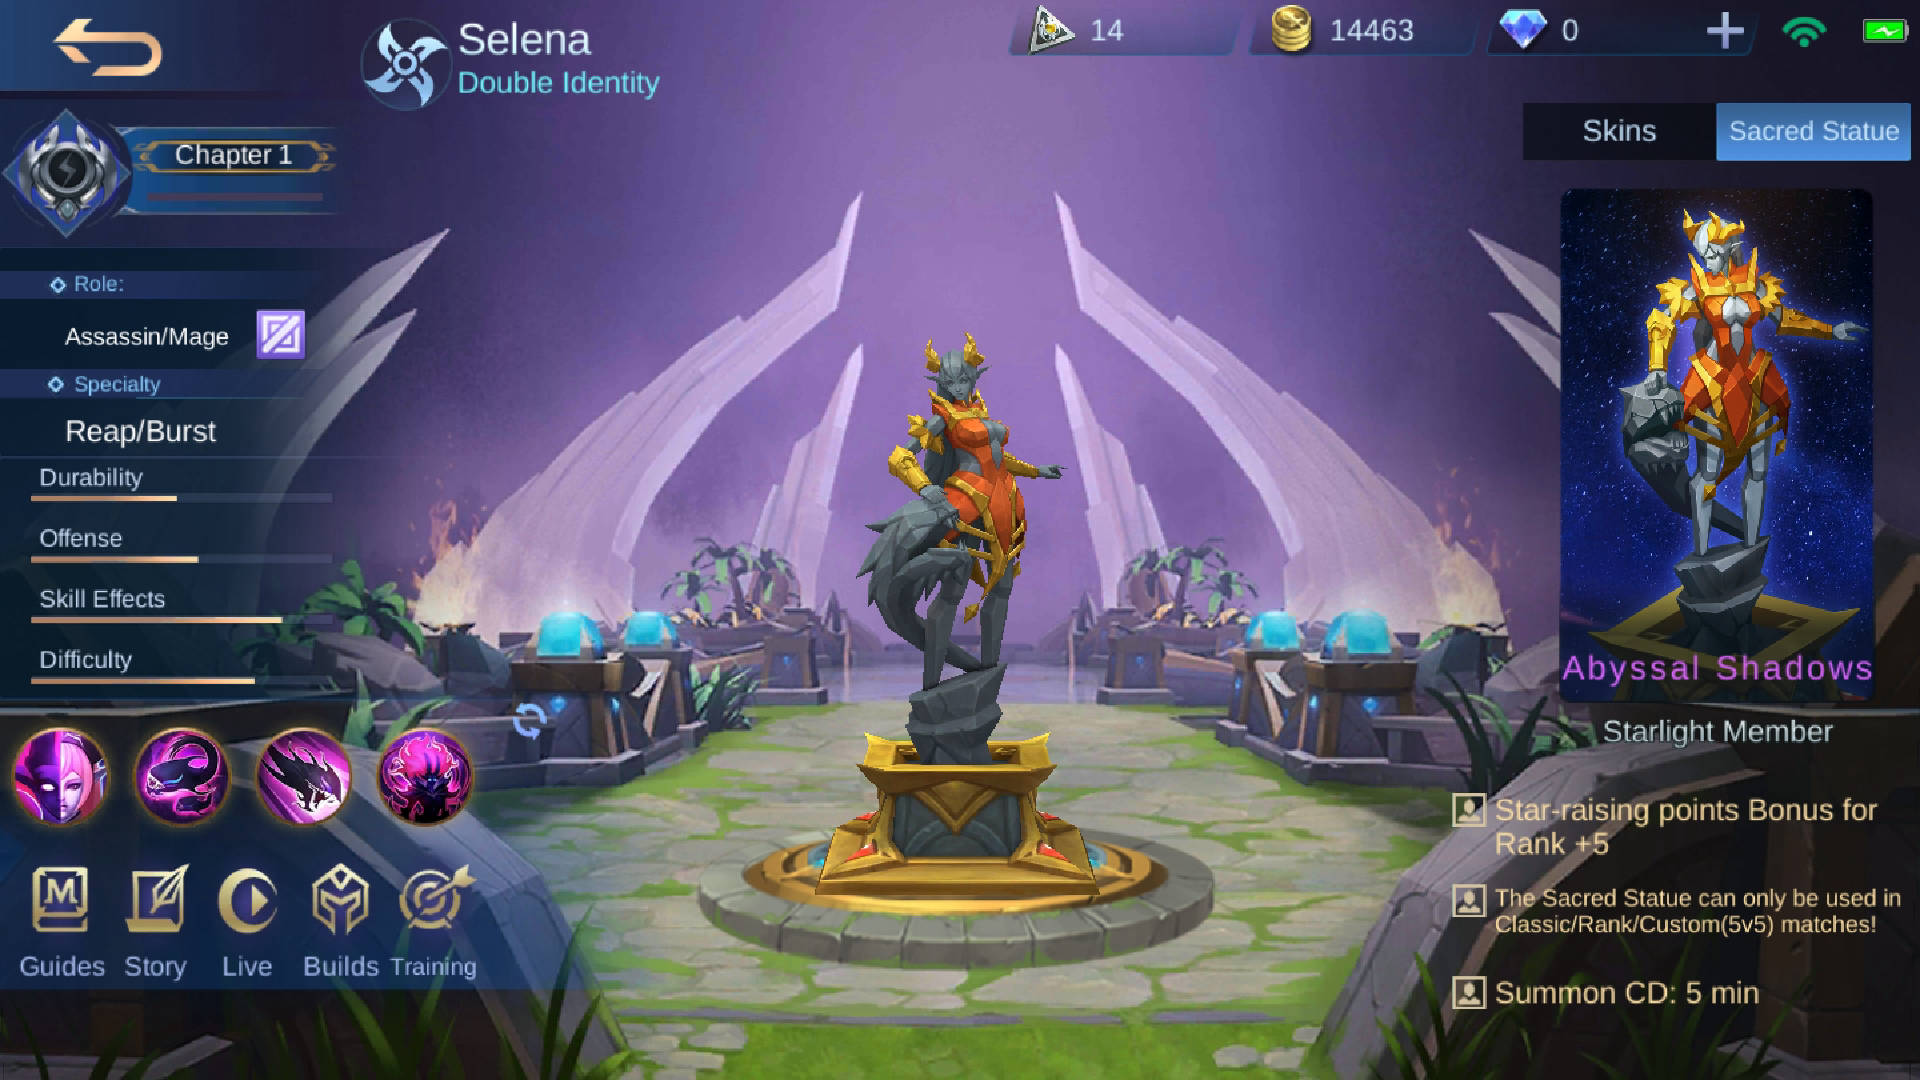 Selena
Double Identity
14
14463
0
Skins
Sacred Statue
Chapter 1
Role:
Assassin/Mage
Specialty
Reap/Burst
Durability
Offense
Skill Effects
Difficulty
Abyssal Shadows
Starlight Member
Star-raising points Bonus for
Rank +5
The Sacred Statue can only be used in
Classic/Rank/Custom(5v5) matches!
Summon CD: 5 min
M
Guides
Story
Live
Builds
Training